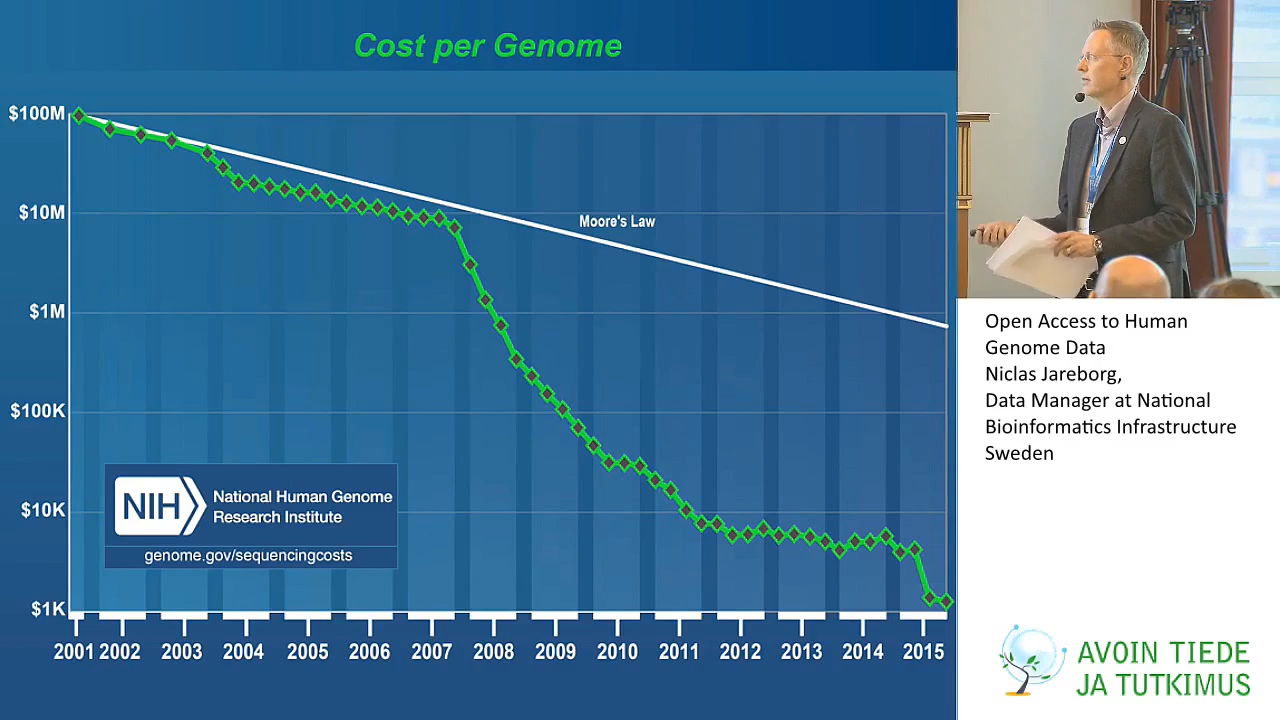 Cost per Genome
$100M
$10M
$1M
$100K
$10K
$1K
Moore's Law
NIH
National Human Genome
Research Institute
genome.gov/sequencingcosts
2001 2002 2003 2004 2005 2006 2007 2008 2009 2010 2011 2012 2013 2014 2015
Open Access to Human
Genome Data
Niclas Jareborg,
Data Manager at National
Bioinformatics Infrastructure
Sweden
AVOIN TIEDE
JA TUTKIMUS